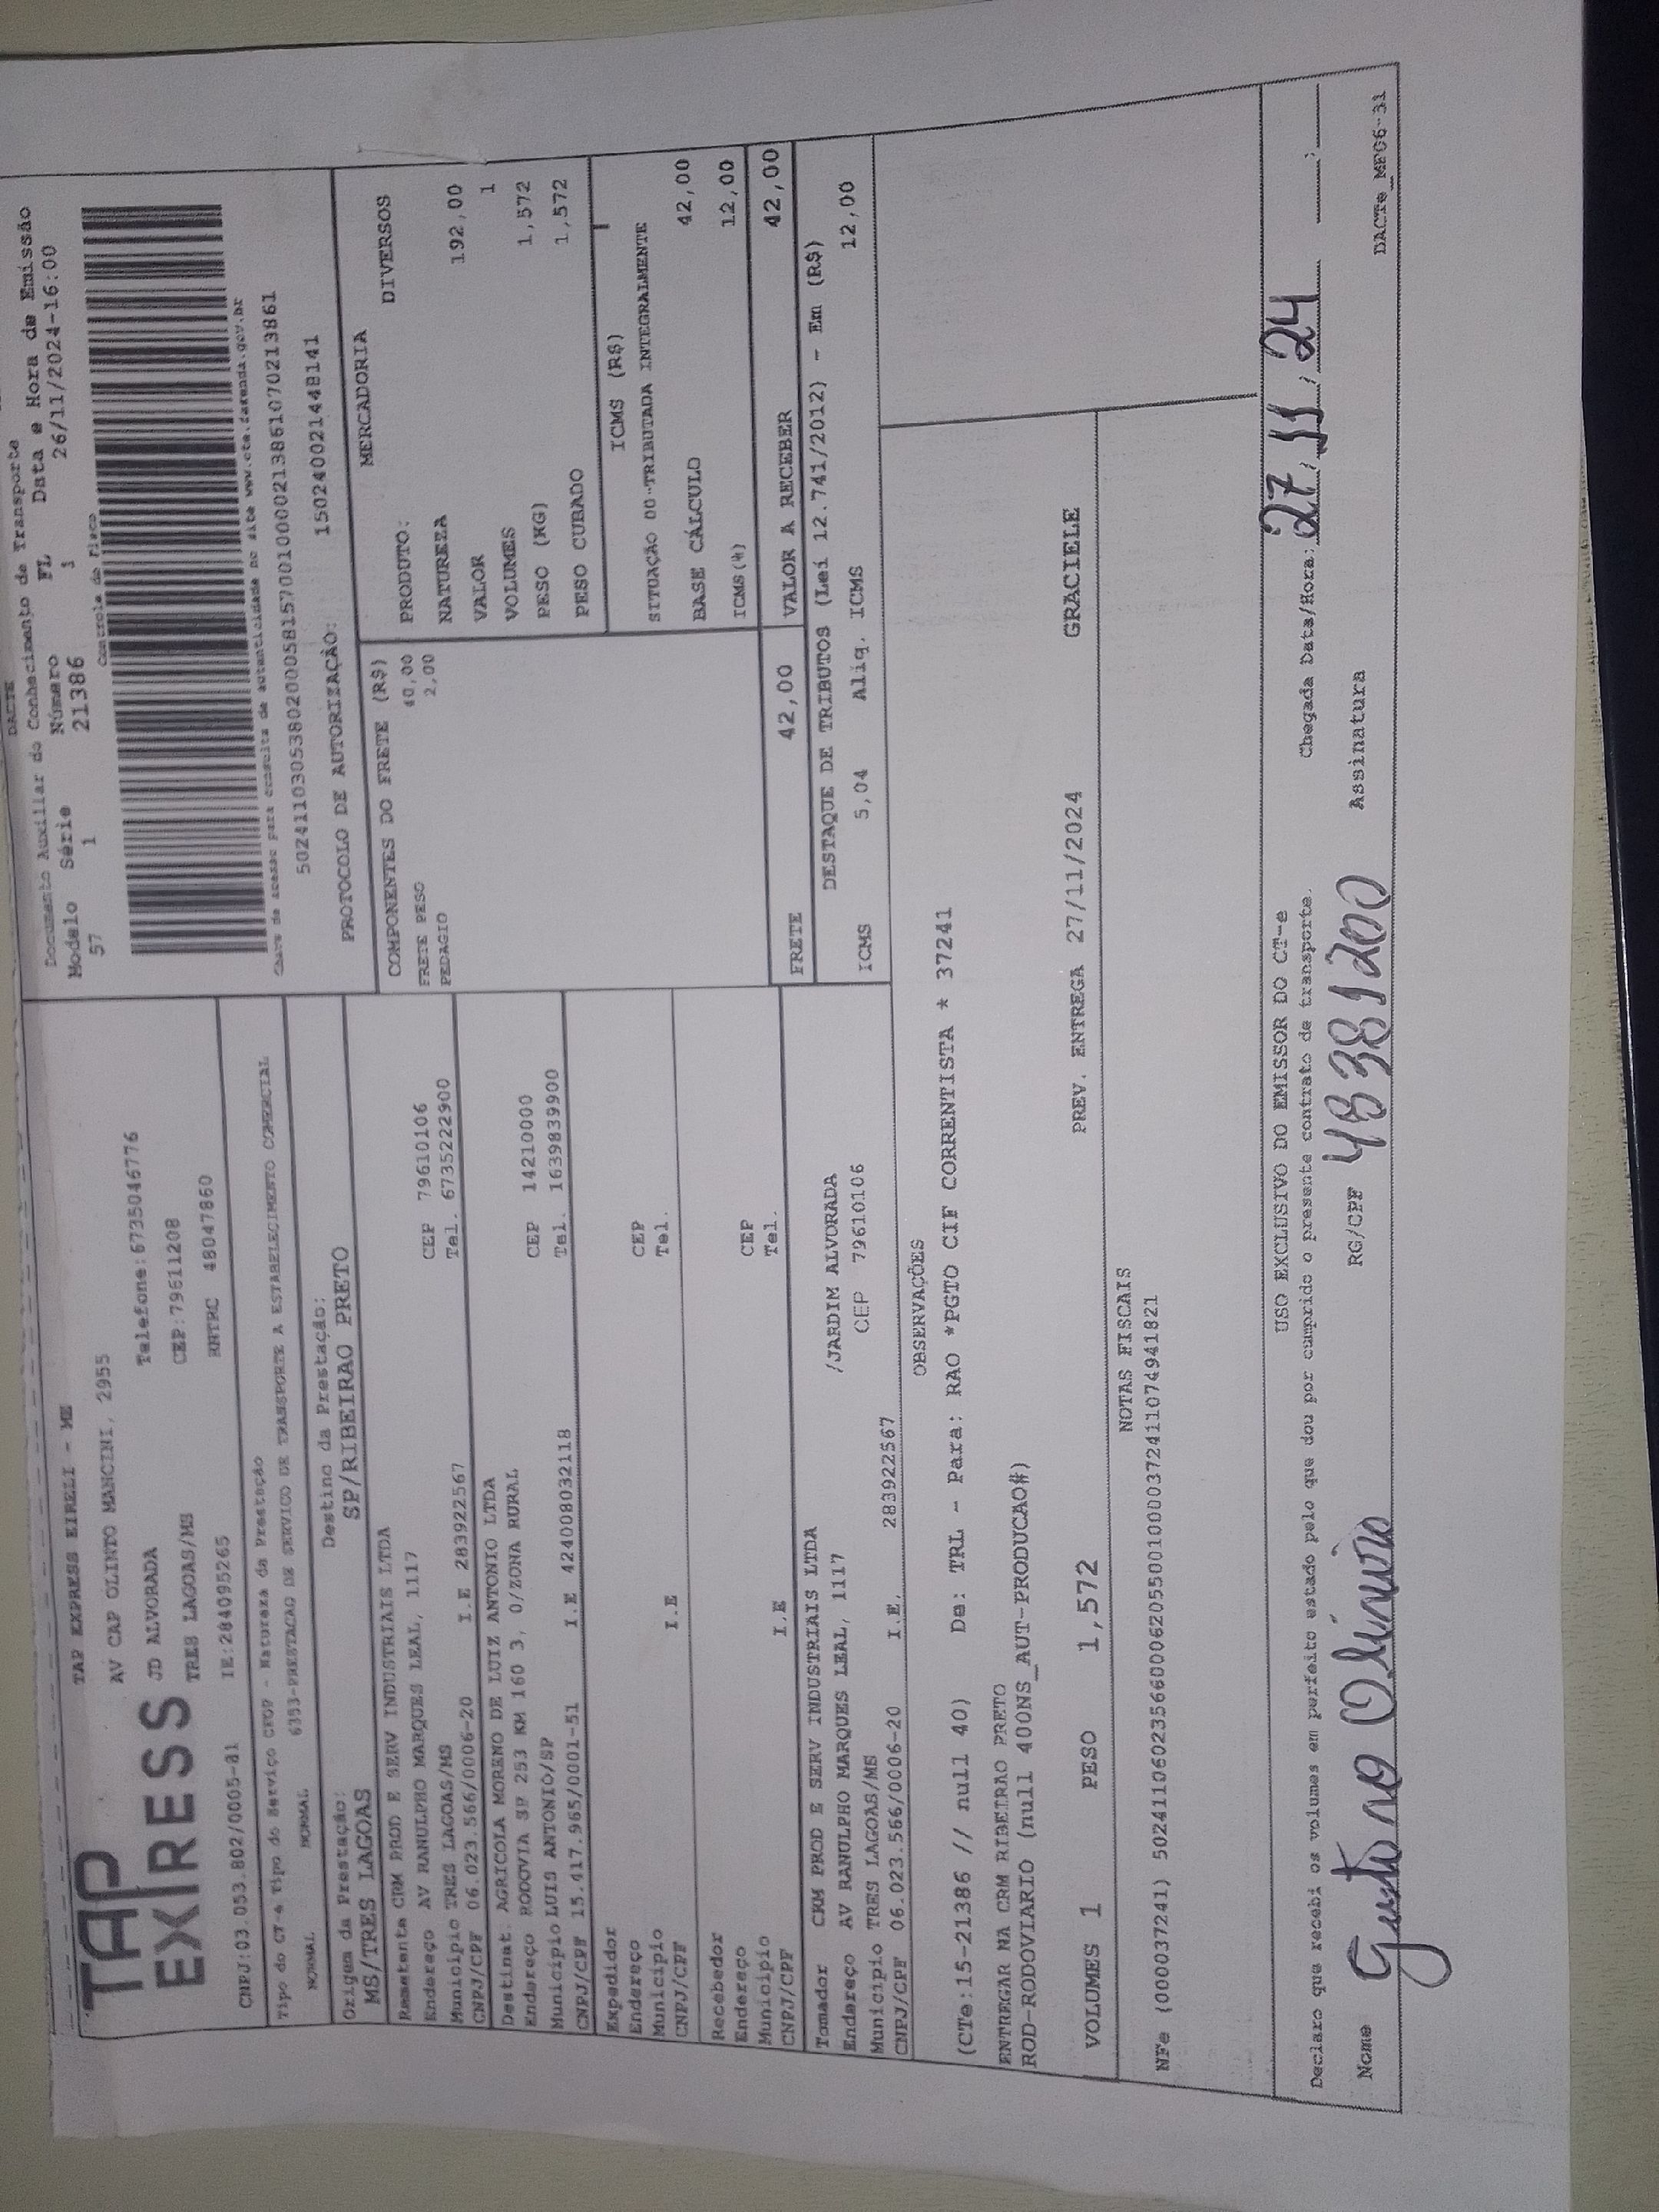 DACTE
Documento Auxiliar do Conhecimento de Transporte
Modelo Série Número FL Data e Hora de Emissão
57 1 21386 1 26/11/2024-16:00
Controle do Fisco
Chave de acesso para consulta de autenticidade no site www.cte.fazenda.gov.br
50241103053802000581570010000213861070213861
PROTOCOLO DE AUTORIZAÇÃO: 150240021448141
TAP EXPRESS
TAP EXPRESS EIRELI - ME
AV CAP OLINTO MANCINI, 2955
JD ALVORADA Telefone:6735046776
TRES LAGOAS/MS CEP:79611208
CNPJ:03.053.802/0005-81 IE:284095265 RNTRC 48047860
Tipo do CT-e Tipo do Serviço CFOP - Natureza da Prestação
NORMAL NORMAL 6353-PRESTACAO DE SERVICO DE TRANSPORTE A ESTABELECIMENTO COMERCIAL
Origem da Prestação: Destino da Prestação:
MS/TRES LAGOAS SP/RIBEIRAO PRETO
Remetente CRM PROD E SERV INDUSTRIAIS LTDA
Endereço AV RANULPHO MARQUES LEAL, 1117 CEP 79610106
Município TRES LAGOAS/MS Tel. 6735222900
CNPJ/CPF 06.023.566/0006-20 I.E 283922567
Destinat: AGRICOLA MORENO DE LUIZ ANTONIO LTDA
Endereço RODOVIA SP 253 KM 160 3, 0/ZONA RURAL CEP 14210000
Município LUIS ANTONIO/SP Tel. 1639839900
CNPJ/CPF 15.417.965/0001-51 I.E 424008032118
Expedidor
Endereço CEP
Município Tel.
CNPJ/CPF I.E
Recebedor
Endereço CEP
Município Tel.
CNPJ/CPF I.E
Tomador CRM PROD E SERV INDUSTRIAIS LTDA
Endereço AV RANULPHO MARQUES LEAL, 1117 /JARDIM ALVORADA
Município TRES LAGOAS/MS CEP 79610106
CNPJ/CPF 06.023.566/0006-20 I.E. 283922567
COMPONENTES DO FRETE (R$)
FRETE PESO 40,00
PEDAGIO 2,00
MERCADORIA
PRODUTO: DIVERSOS
NATUREZA
VALOR 192,00
VOLUMES 1
PESO (KG) 1,572
PESO CUBADO 1,572
ICMS (R$)
SITUAÇÃO 00-TRIBUTADA INTEGRALMENTE
BASE CÁLCULO 42,00
ICMS(%) 12,00
FRETE 42,00 VALOR A RECEBER 42,00
DESTAQUE DE TRIBUTOS (Lei 12.741/2012) - Em (R$)
ICMS 5,04 Aliq. ICMS 12,00
OBSERVAÇÕES
(CTe:15-21386 // null 40) De: TRL - Para: RAO *PGTO CIF CORRENTISTA * 37241
ENTREGAR NA CRM RIBEIRAO PRETO
ROD-RODOVIARIO (null 400NS_AUT-PRODUCAO#)
VOLUMES 1 PESO 1,572 PREV. ENTREGA 27/11/2024 GRACIELE
NOTAS FISCAIS
NFe (000037241) 50241106023566000620550010000372411074941821
USO EXCLUSIVO DO EMISSOR DO CT-e
Declaro que recebi os volumes em perfeito estado pelo que dou por cumprido o presente contrato de transporte. Chegada Data/Hora: 27, 11, 24 :
Nome Gustavo Olinino RG/CPF 48381200 Assinatura
DACTe_MF06-31